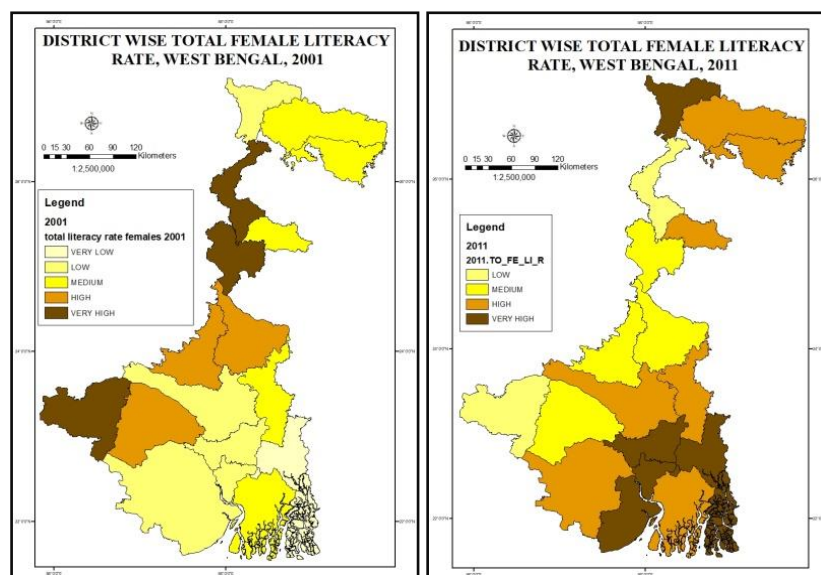 DISTRICT WISE TOTAL FEMALE LITERACY
RATE, WEST BENGAL, 2001
0 15 30 60 90 120
Kilometers
1:2,500,000
Legend
2001
total literacy rate females 2001
VERY LOW
LOW
MEDIUM
HIGH
VERY HIGH
DISTRICT WISE TOTAL FEMALE LITERACY
RATE, WEST BENGAL, 2011
0 15 30 60 90 120
Kilometers
1:2,500,000
Legend
2011
2011.TO_FE_LI_R
LOW
MEDIUM
HIGH
VERY HIGH